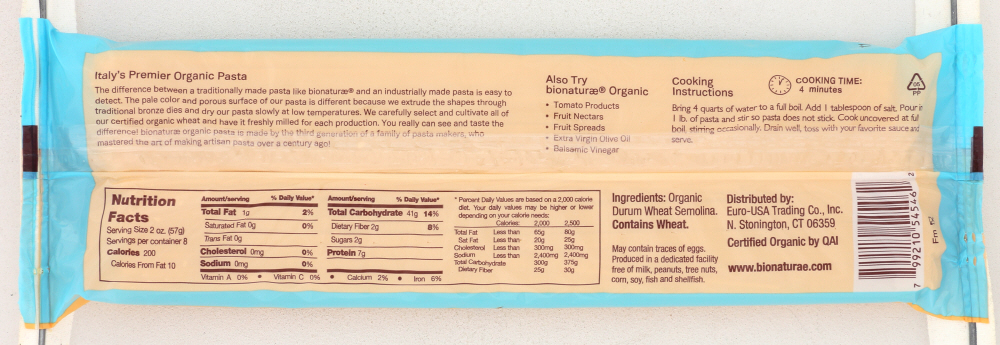 Italy's Premier Organic Pasta
The difference between a traditionally made pasta like bionaturæ® and an industrially made pasta is easy to
detect. The pale color and porous surface of our pasta is different because we extrude the shapes through
traditional bronze dies and dry our pasta slowly at low temperatures. We carefully select and cultivate all of
our certified organic wheat and have it freshly milled for each production. You really can see and taste the
difference! bionaturæ organic pasta is made by the third generation of a family of pasta makers, who
mastered the art of making artisan pasta over a century ago!
Also Try
bionaturæ® Organic
• Tomato Products
• Fruit Nectars
• Fruit Spreads
• Extra Virgin Olive Oil
• Balsamic Vinegar
Cooking
Instructions
COOKING TIME:
4 minutes
Bring 4 quarts of water to a full boil. Add 1 tablespoon of salt. Pour in
1 lb. of pasta and stir so pasta does not stick. Cook uncovered at full
boil, stirring occasionally. Drain well, toss with your favorite sauce and
serve.
05
PP
Nutrition
Facts
Serving Size 2 oz. (57g)
Servings per container 8
Calories 200
Calories From Fat 10
Amount/serving % Daily Value*
Total Fat 1g 2%
Saturated Fat 0g 0%
Trans Fat 0g
Cholesterol 0mg 0%
Sodium 0mg 0%
Amount/serving % Daily Value*
Total Carbohydrate 41g 14%
Dietary Fiber 2g 8%
Sugars 2g
Protein 7g
Vitamin A 0% • Vitamin C 0% • Calcium 2% • Iron 6%
* Percent Daily Values are based on a 2,000 calorie
diet. Your daily values may be higher or lower
depending on your calorie needs:
Calories: 2,000 2,500
Total Fat Less than 65g 80g
Sat Fat Less than 20g 25g
Cholesterol Less than 300mg 300mg
Sodium Less than 2,400mg 2,400mg
Total Carbohydrate 300g 375g
Dietary Fiber 25g 30g
Ingredients: Organic
Durum Wheat Semolina.
Contains Wheat.
May contain traces of eggs.
Produced in a dedicated facility
free of milk, peanuts, tree nuts,
corn, soy, fish and shellfish.
Distributed by:
Euro-USA Trading Co., Inc.
N. Stonington, CT 06359
Certified Organic by QAI
www.bionaturae.com
7 99210 54546 2